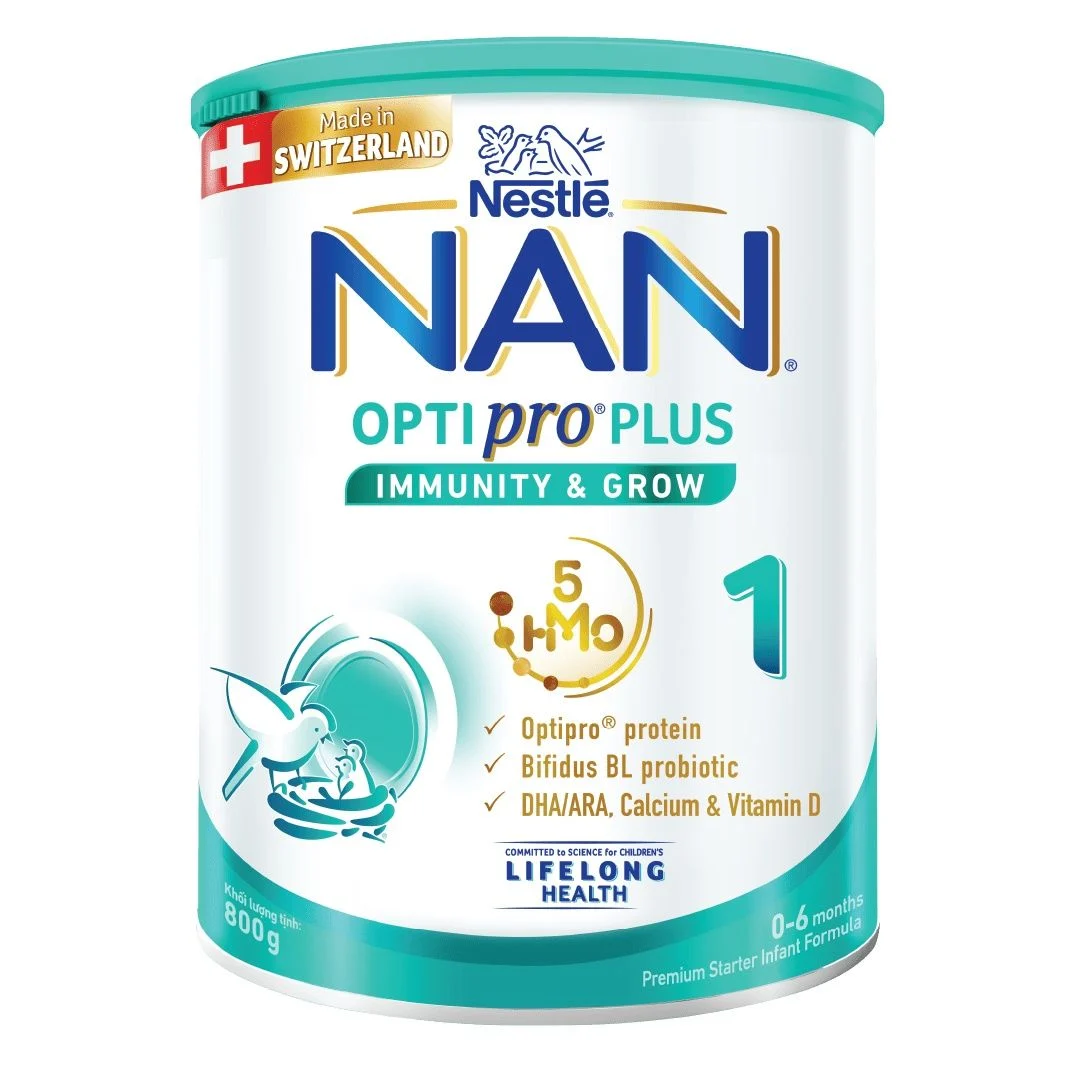 Made in
SWITZERLAND
Nestlé®
NAN®
OPTIpro® PLUS
IMMUNITY & GROW
5
HMO
1
✓ Optipro® protein
✓ Bifidus BL probiotic
✓ DHA/ARA, Calcium & Vitamin D
COMMITTED to SCIENCE for CHILDREN'S
LIFELONG
HEALTH
Khối lượng tịnh:
800g
0-6 months
Premium Starter Infant Formula